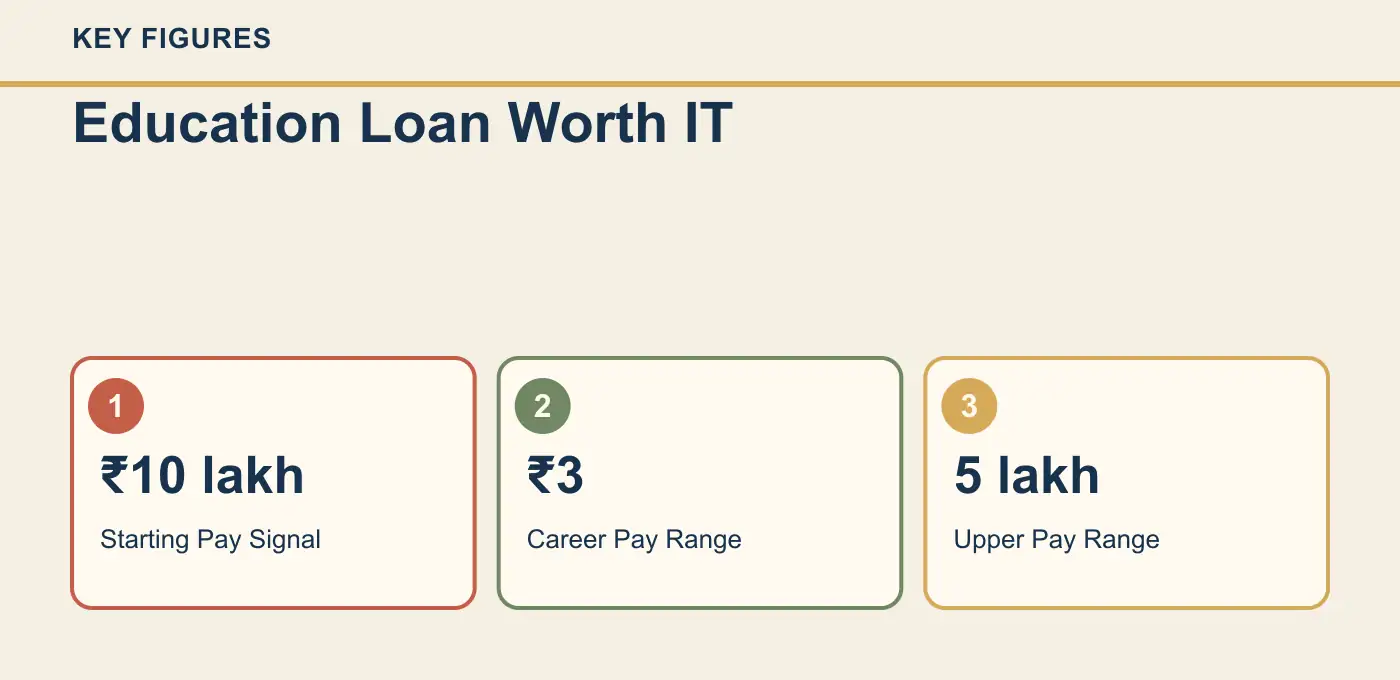 KEY FIGURES
Education Loan Worth IT
1
₹10 lakh
Starting Pay Signal
2
₹3
Career Pay Range
3
5 lakh
Upper Pay Range